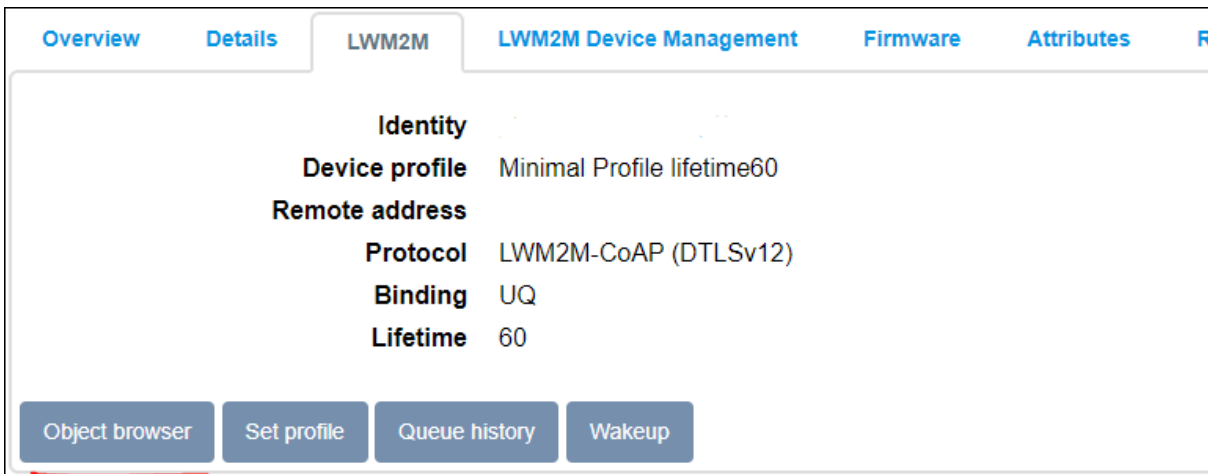 Overview Details LWM2M LWM2M Device Management Firmware Attributes
Identity
Device profile Minimal Profile lifetime60
Remote address
Protocol LWM2M-CoAP (DTLSv12)
Binding UQ
Lifetime 60
Object browser Set profile Queue history Wakeup